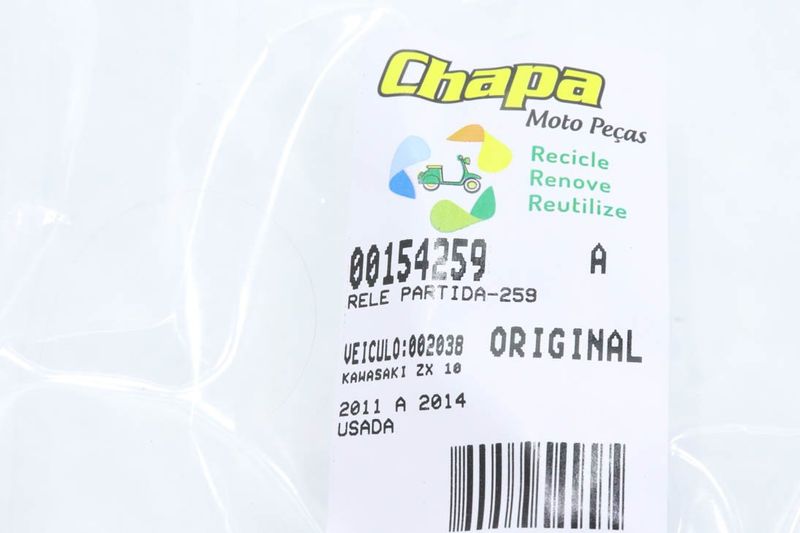 Chapa
Moto Peças
Recicle
Renove
Reutilize
00154259 A
RELE PARTIDA-259
VEICULO:002038 ORIGINAL
KAWASAKI ZX 10
2011 A 2014
USADA